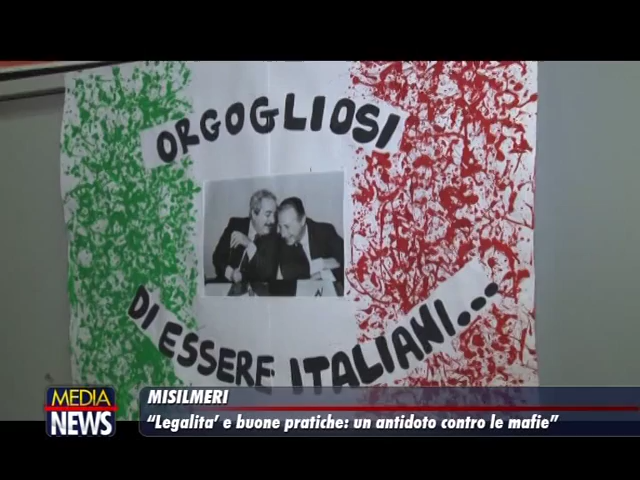 ORGOGLIOSI
DI ESSERE ITALIANI...
MEDIA
NEWS
MISILMERI
“Legalita’ e buone pratiche: un antidoto contro le mafie”